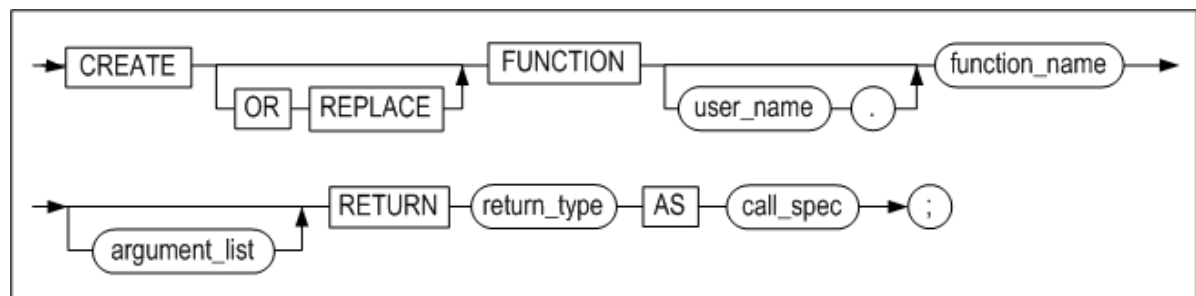 CREATE FUNCTION function_name
OR REPLACE user_name .
RETURN return_type AS call_spec ;
argument_list